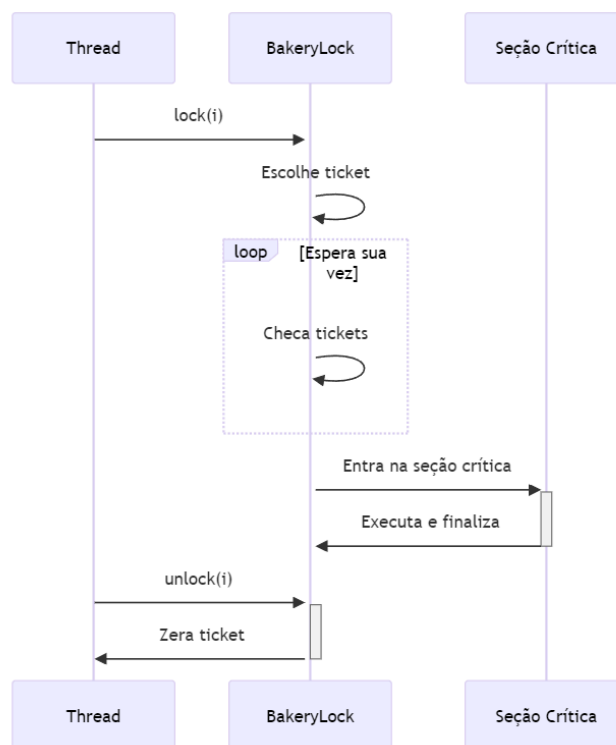 Thread
BakeryLock
Seção Crítica
lock(i)
Escolhe ticket
loop
[Espera sua
vez]
Checa tickets
Entra na seção crítica
Executa e finaliza
unlock(i)
Zera ticket
Thread
BakeryLock
Seção Crítica